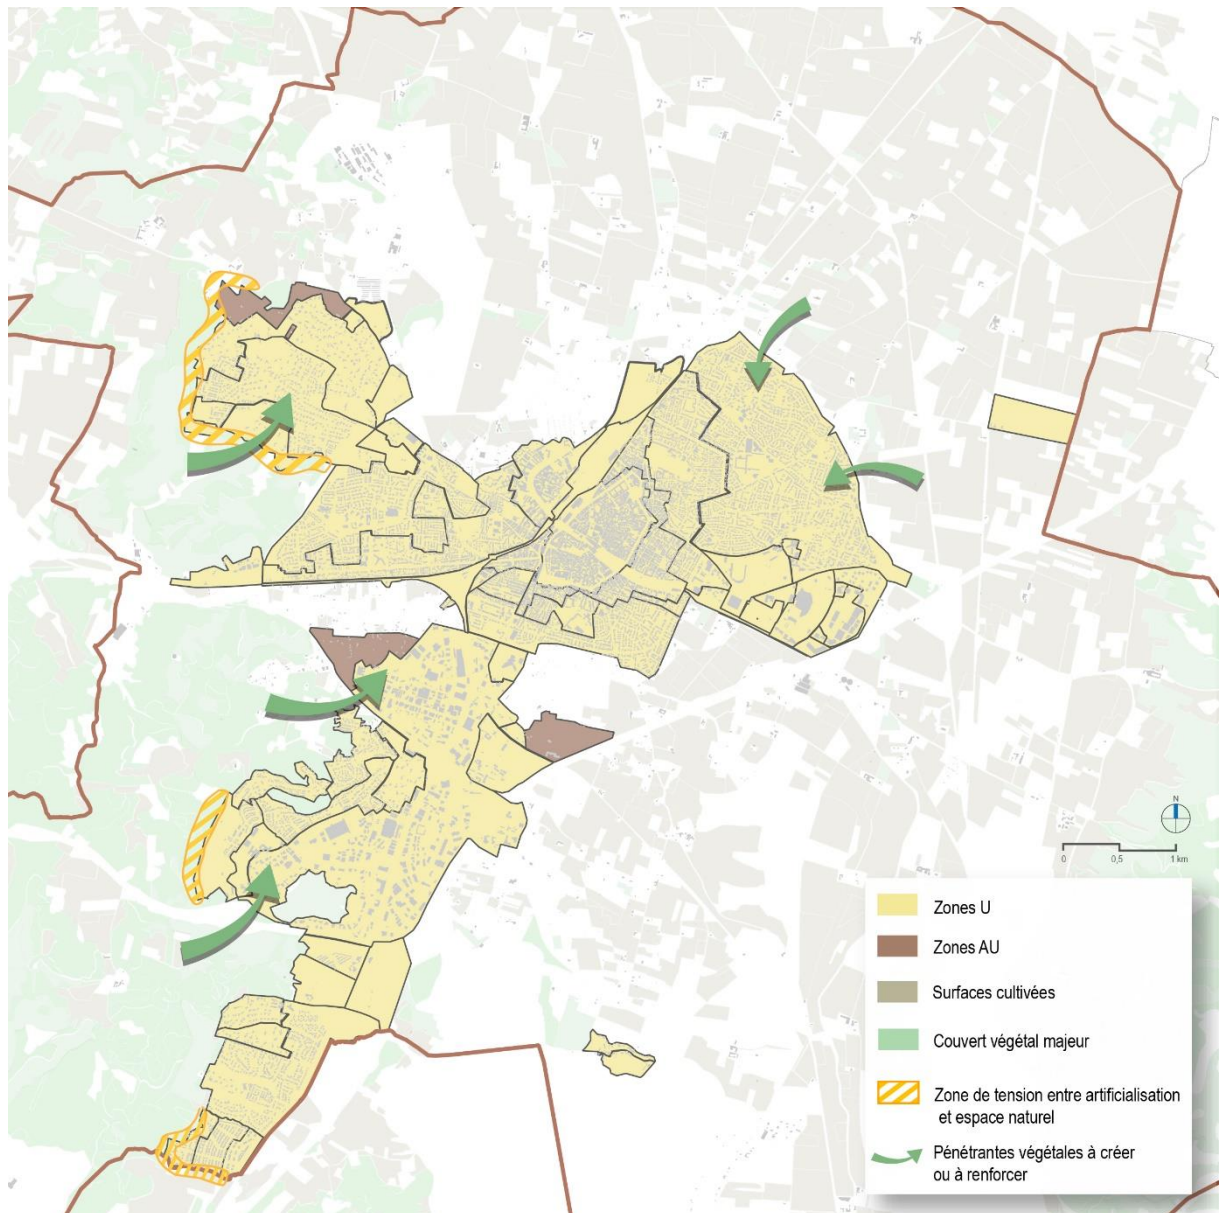 N
0 0,5 1 km
Zones U
Zones AU
Surfaces cultivées
Couvert végétal majeur
Zone de tension entre artificialisation
et espace naturel
Pénétrantes végétales à créer
ou à renforcer